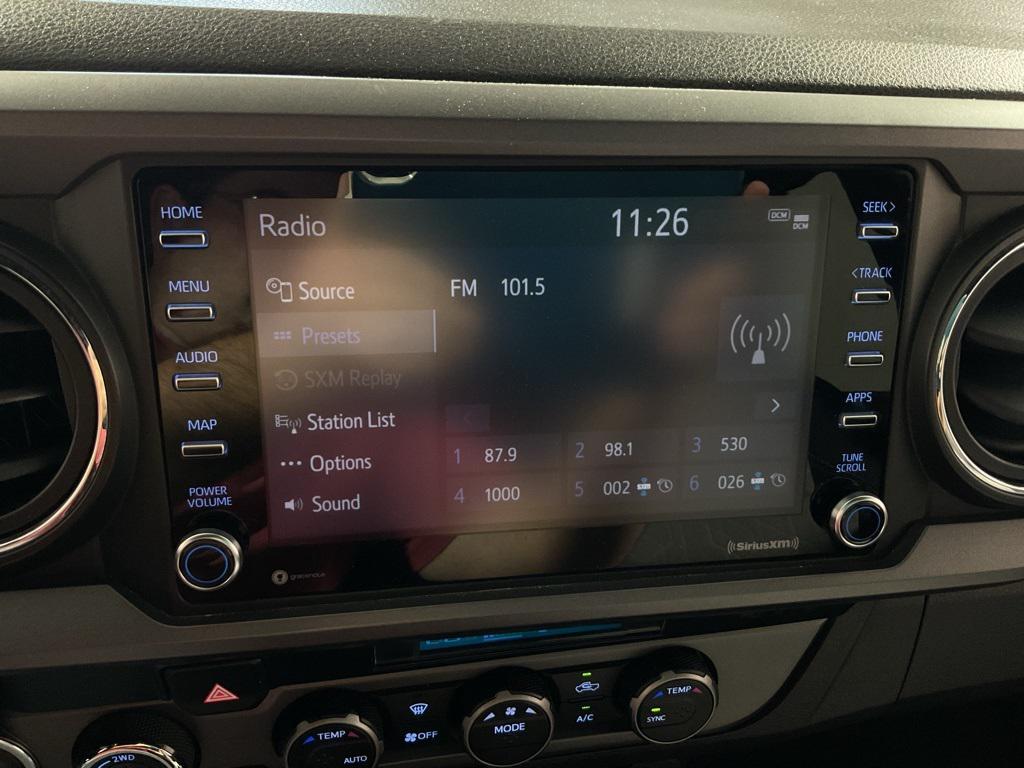 HOME
MENU
AUDIO
MAP
POWER
VOLUME
Radio
11:26
DCM
DCM
Source
Presets
SXM Replay
Station List
Options
Sound
FM 101.5
1 87.9 2 98.1 3 530
4 1000 5 002 6 026
SEEK>
<TRACK
PHONE
APPS
TUNE
SCROLL
gracenote
SiriusXM
TEMP
AUTO
OFF
MODE
A/C
TEMP
SYNC
2WD